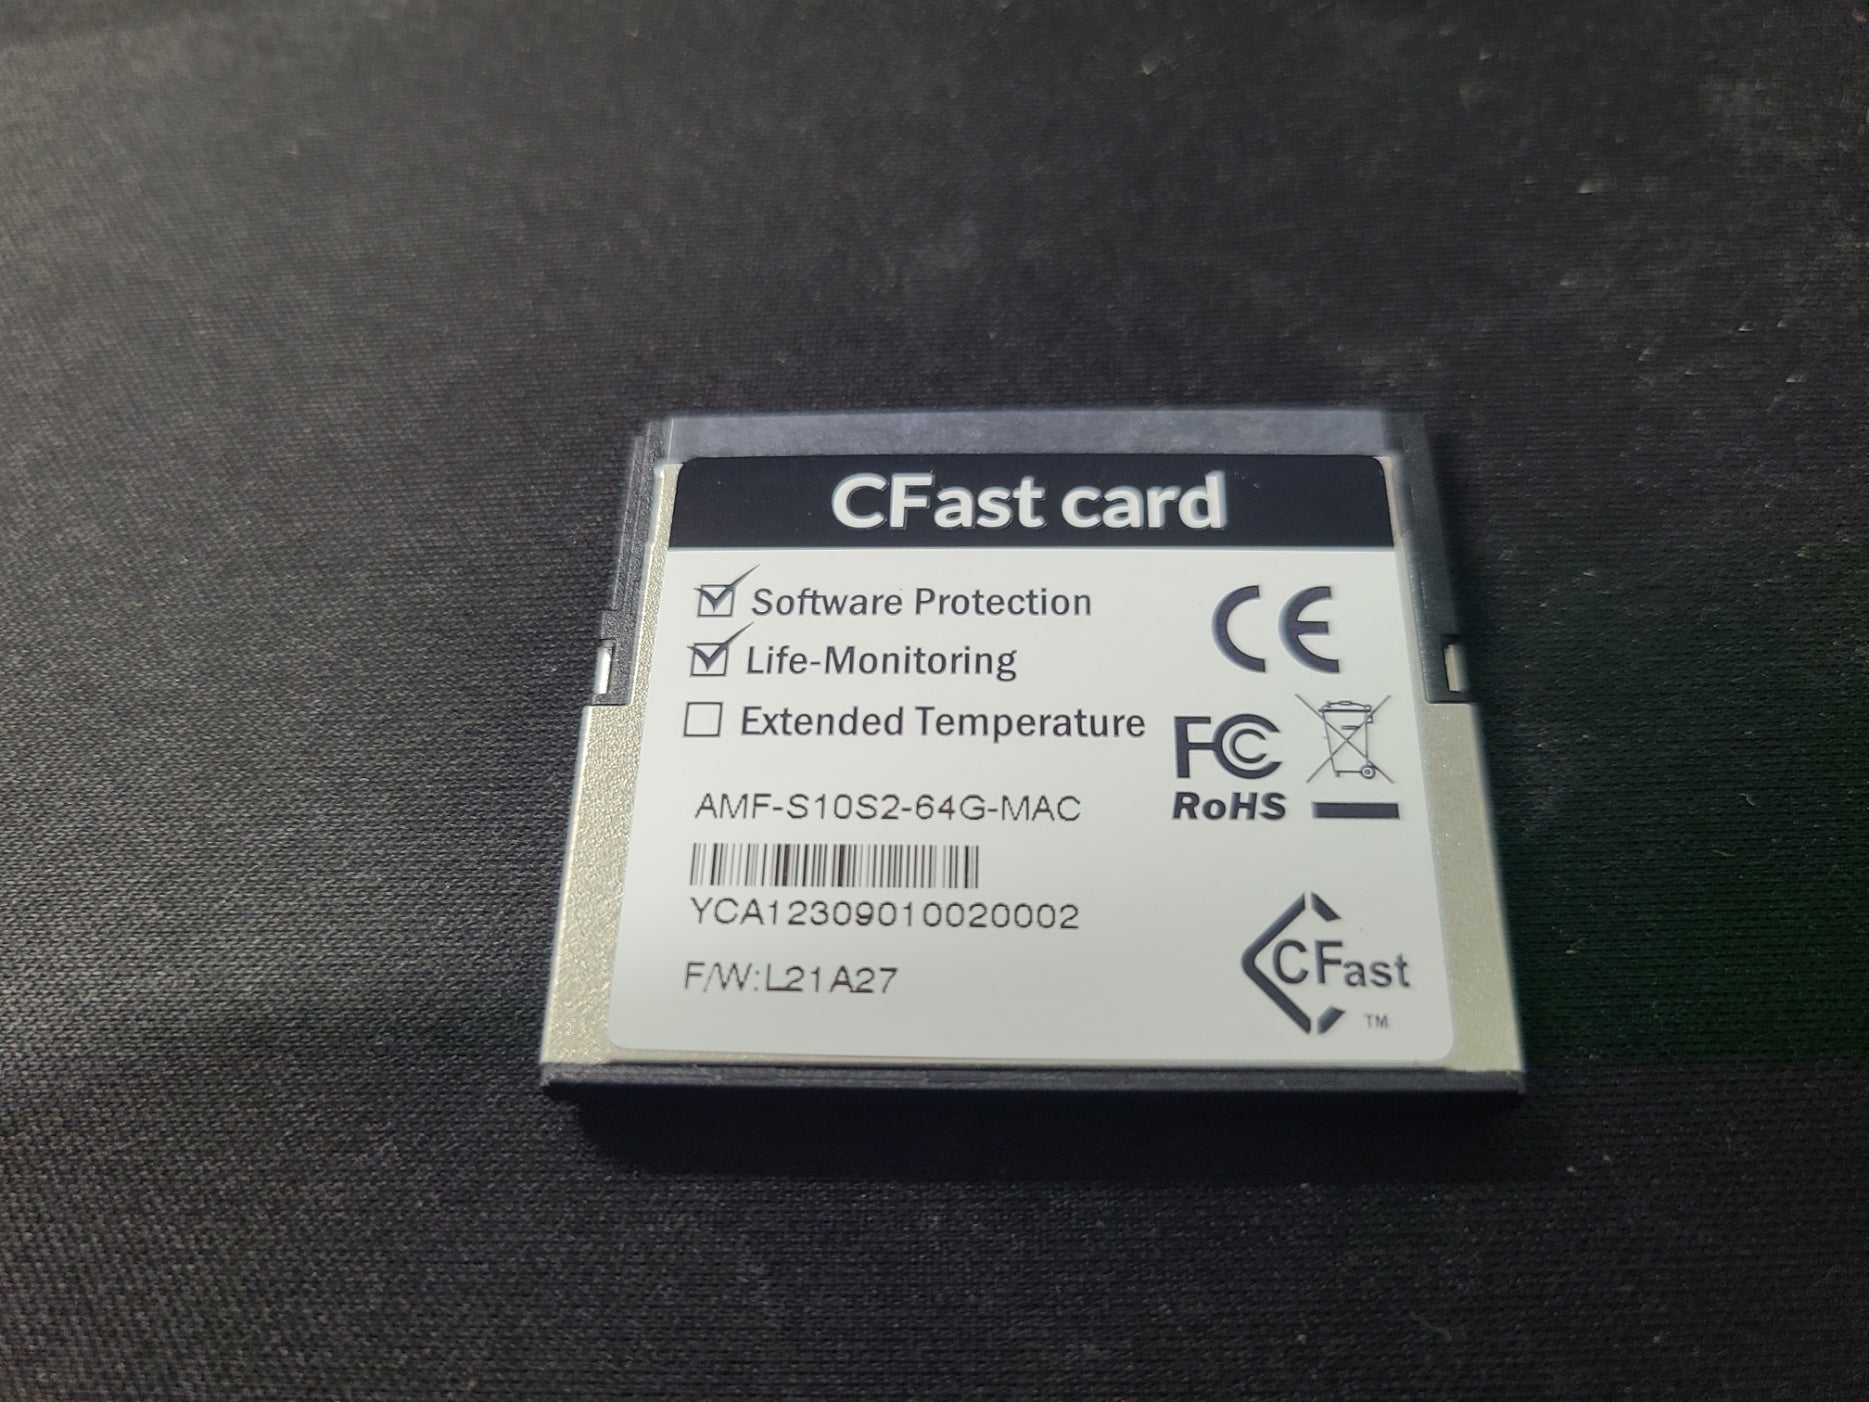 CFast card
Software Protection
Life-Monitoring
Extended Temperature
CE
FC
RoHS
AMF-S10S2-64G-MAC
YCA12309010020002
F/W:L21A27
CFast
TM